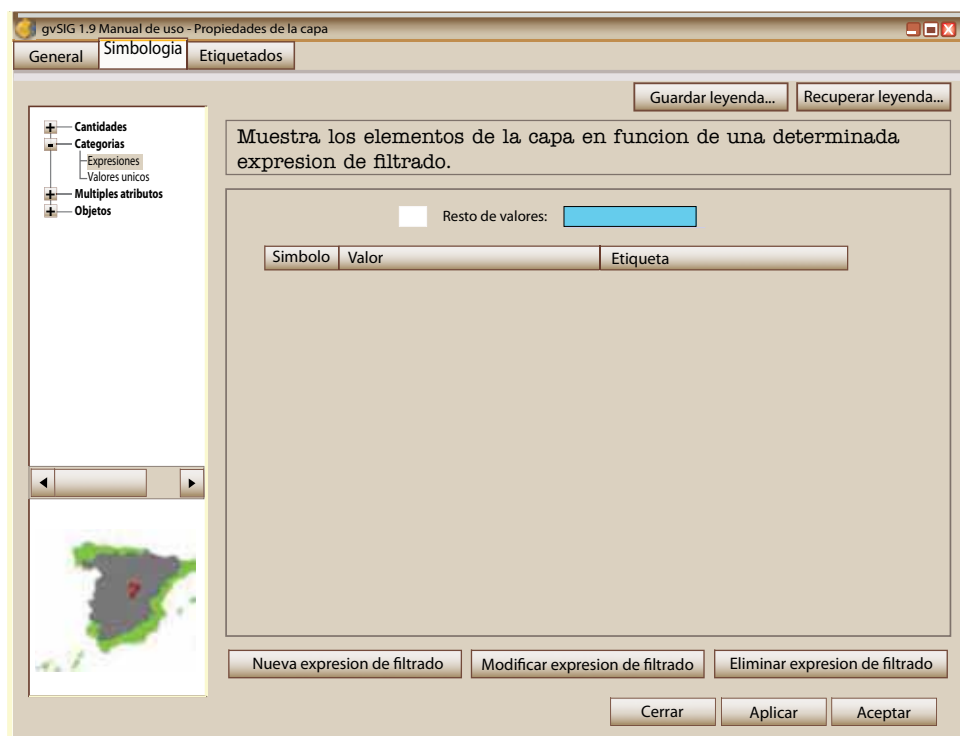 gvSIG 1.9 Manual de uso - Propiedades de la capa
General Simbologia Etiquetados
Guardar leyenda... Recuperar leyenda...
Cantidades
Categorias
Expresiones
Valores unicos
Multiples atributos
Objetos
Muestra los elementos de la capa en funcion de una determinada
expresion de filtrado.
Resto de valores:
Simbolo Valor Etiqueta
?
Nueva expresion de filtrado Modificar expresion de filtrado Eliminar expresion de filtrado
Cerrar Aplicar Aceptar